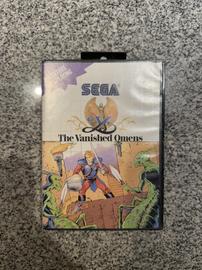 SEGA
Ys
The Vanished Omens